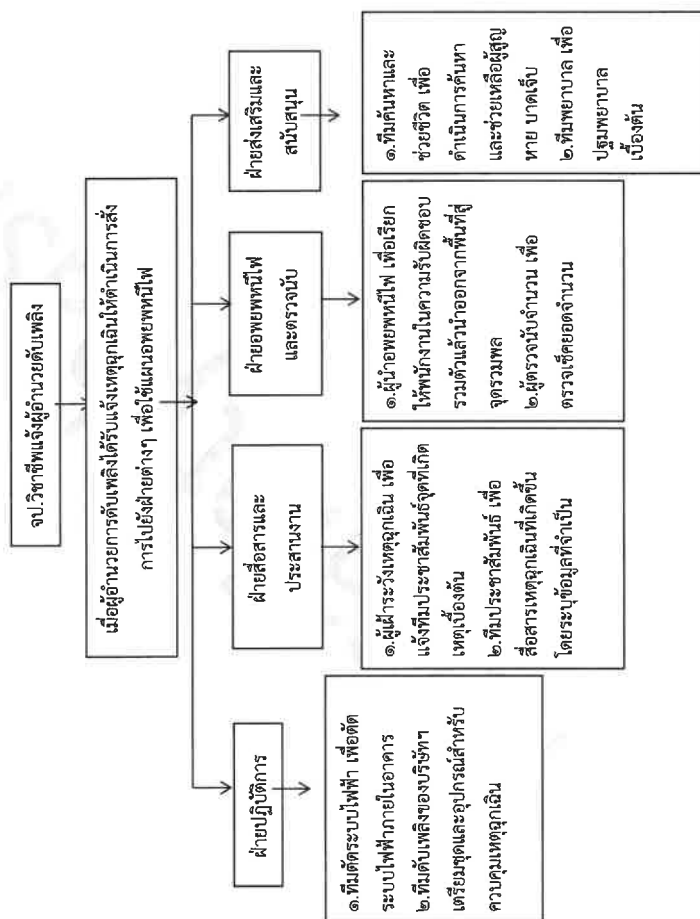 จป.วิชาชีพแจ้งผู้อำนวยดับเพลิง
เมื่อผู้อำนวยการดับเพลิงได้รับแจ้งเหตุฉุกเฉินให้ดำเนินการสั่ง
การไปยังฝ่ายต่างๆ เพื่อใช้แผนอพยพหนีไฟ
ฝ่ายปฏิบัติการ
๑.ทีมตัดระบบไฟฟ้า เพื่อตัด
ระบบไฟฟ้าภายในอาคาร
๒.ทีมดับเพลิงของบริษัทฯ
เตรียมชุดและอุปกรณ์สำหรับ
ควบคุมเหตุฉุกเฉิน
ฝ่ายสื่อสารและ
ประสานงาน
๑.ผู้เฝ้าระวังเหตุฉุกเฉิน เพื่อ
แจ้งทีมประชาสัมพันธ์จุดที่เกิด
เหตุเบื้องต้น
๒.ทีมประชาสัมพันธ์ เพื่อ
สื่อสารเหตุฉุกเฉินที่เกิดขึ้น
โดยระบุข้อมูลที่จำเป็น
ฝ่ายอพยพหนีไฟ
และตรวจนับ
๑.ผู้นำอพยพหนีไฟ เพื่อเรียก
ให้พนักงานในความรับผิดชอบ
รวมตัวแล้วนำออกจากพื้นที่สู่
จุดรวมพล
๒.ผู้ตรวจนับจำนวน เพื่อ
ตรวจเช็คยอดจำนวน
ฝ่ายส่งเสริมและ
สนับสนุน
๑.ทีมค้นหาและ
ช่วยชีวิต เพื่อ
ดำเนินการค้นหา
และช่วยเหลือผู้สูญ
หาย บาดเจ็บ
๒.ทีมพยาบาล เพื่อ
ปฐมพยาบาล
เบื้องต้น